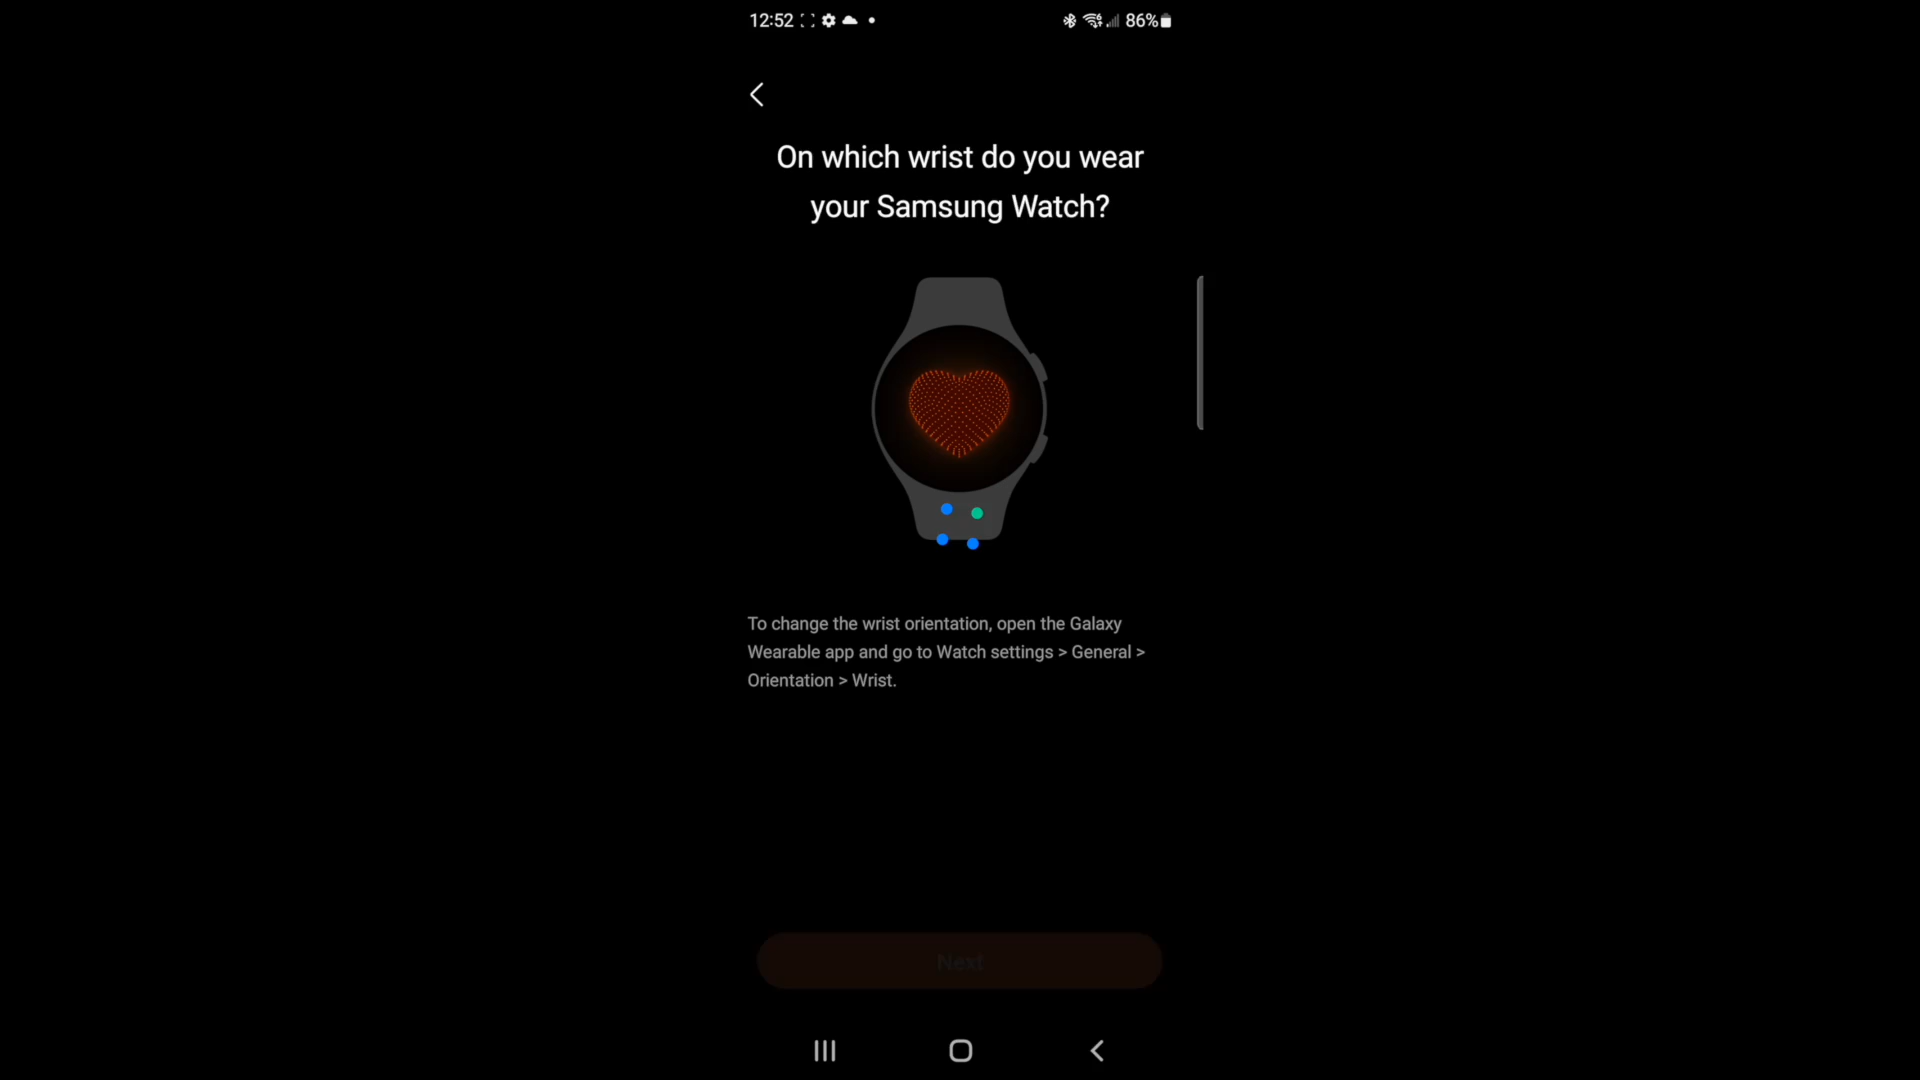 12:52
86%
On which wrist do you wear
your Samsung Watch?
To change the wrist orientation, open the Galaxy
Wearable app and go to Watch settings > General >
Orientation > Wrist.
Next